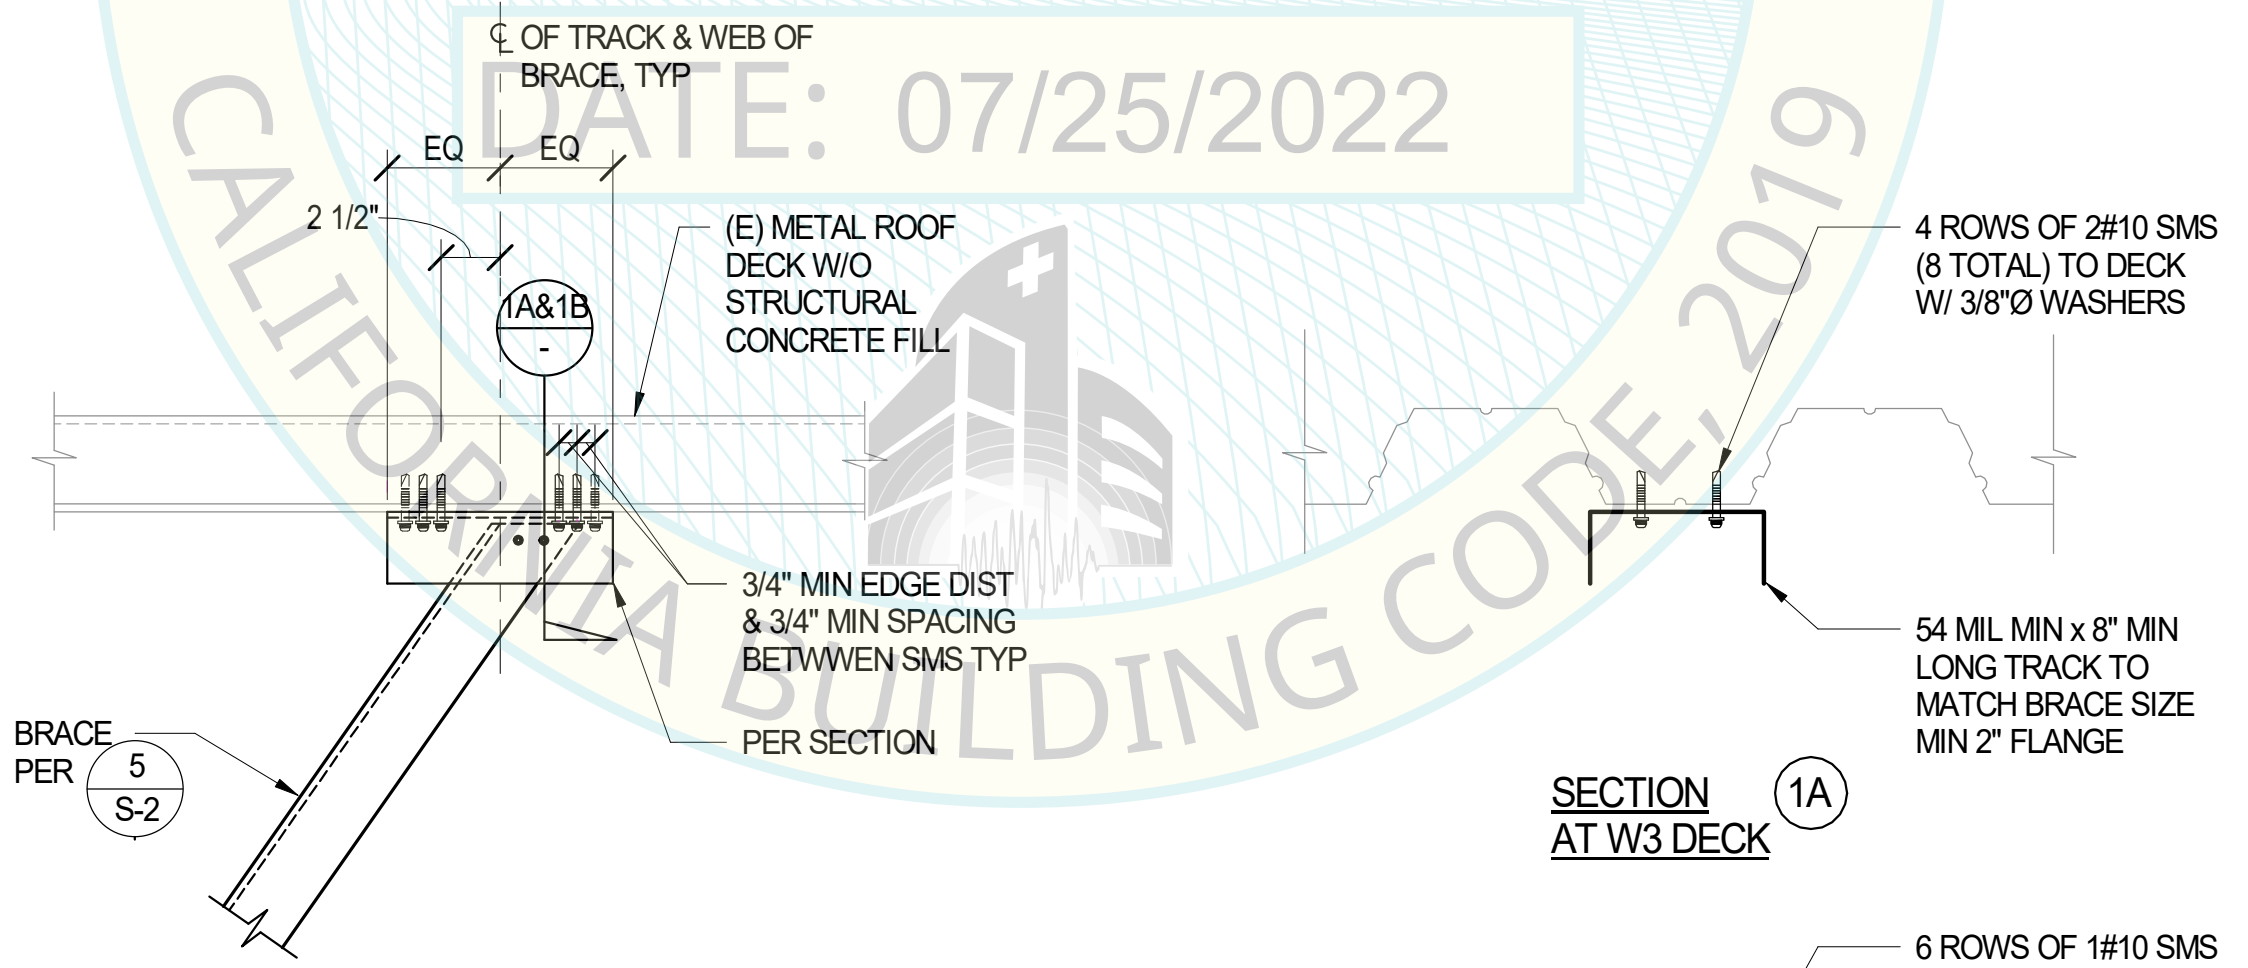 ℄ OF TRACK & WEB OF
BRACE, TYP
DATE: 07/25/2022
EQ
EQ
2 1/2"
1A&1B
-
(E) METAL ROOF
DECK W/O
STRUCTURAL
CONCRETE FILL
4 ROWS OF 2#10 SMS
(8 TOTAL) TO DECK
W/ 3/8"Ø WASHERS
3/4" MIN EDGE DIST
& 3/4" MIN SPACING
BETWWEN SMS TYP
PER SECTION
54 MIL MIN x 8" MIN
LONG TRACK TO
MATCH BRACE SIZE
MIN 2" FLANGE
BRACE
PER
5
S-2
SECTION
1A
AT W3 DECK
6 ROWS OF 1#10 SMS
CALIFORNIA BUILDING CODE, 2019